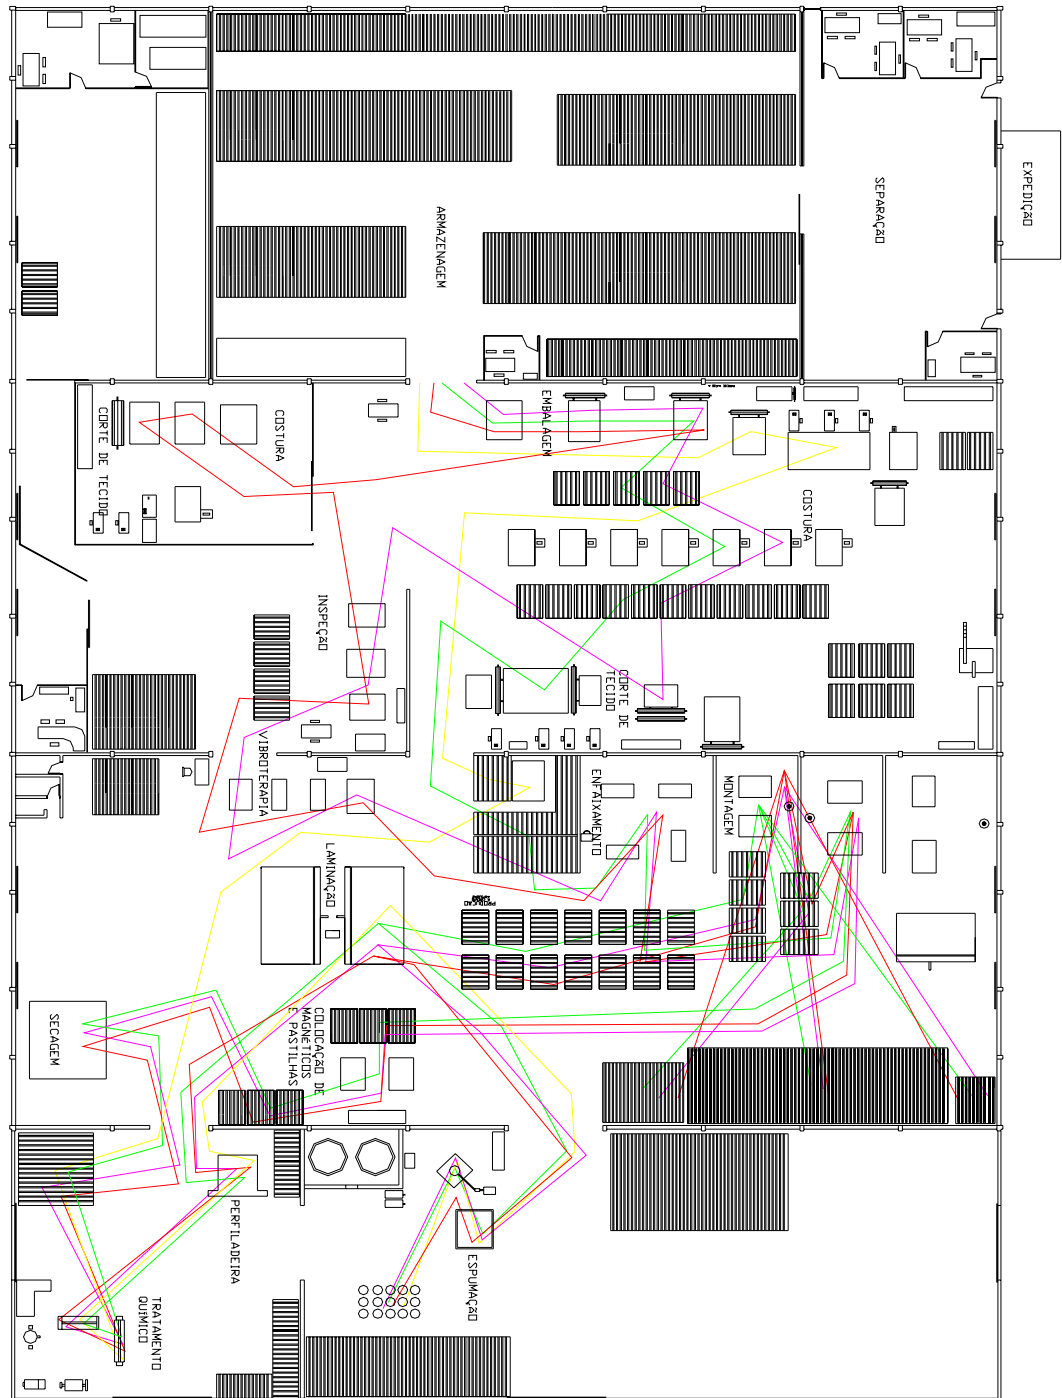 EXPEDIÇÃO
SEPARAÇÃO
ARMAZENAGEM
EMBALAGEM
COSTURA
CORTE DE TECIDO
COSTURA
INSPEÇÃO
CORTE DE
TECIDO
VIBROTERAPIA
ENFAIXAMENTO
MONTAGEM
LAMINAÇÃO
SECAGEM
COLOCAÇÃO DE
MAGNÉTICOS
E PASTILHAS
PERFILADEIRA
ESPUMAÇÃO
TRATAMENTO
QUÍMICO